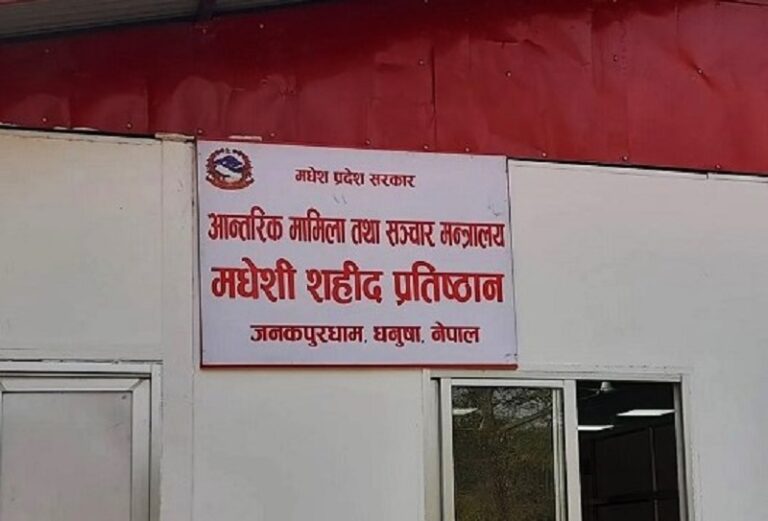 मधेश प्रदेश सरकार
आन्तरिक मामिला तथा सञ्चार मन्त्रालय
मधेशी शहीद प्रतिष्ठान
जनकपुरधाम, धनुषा, नेपाल